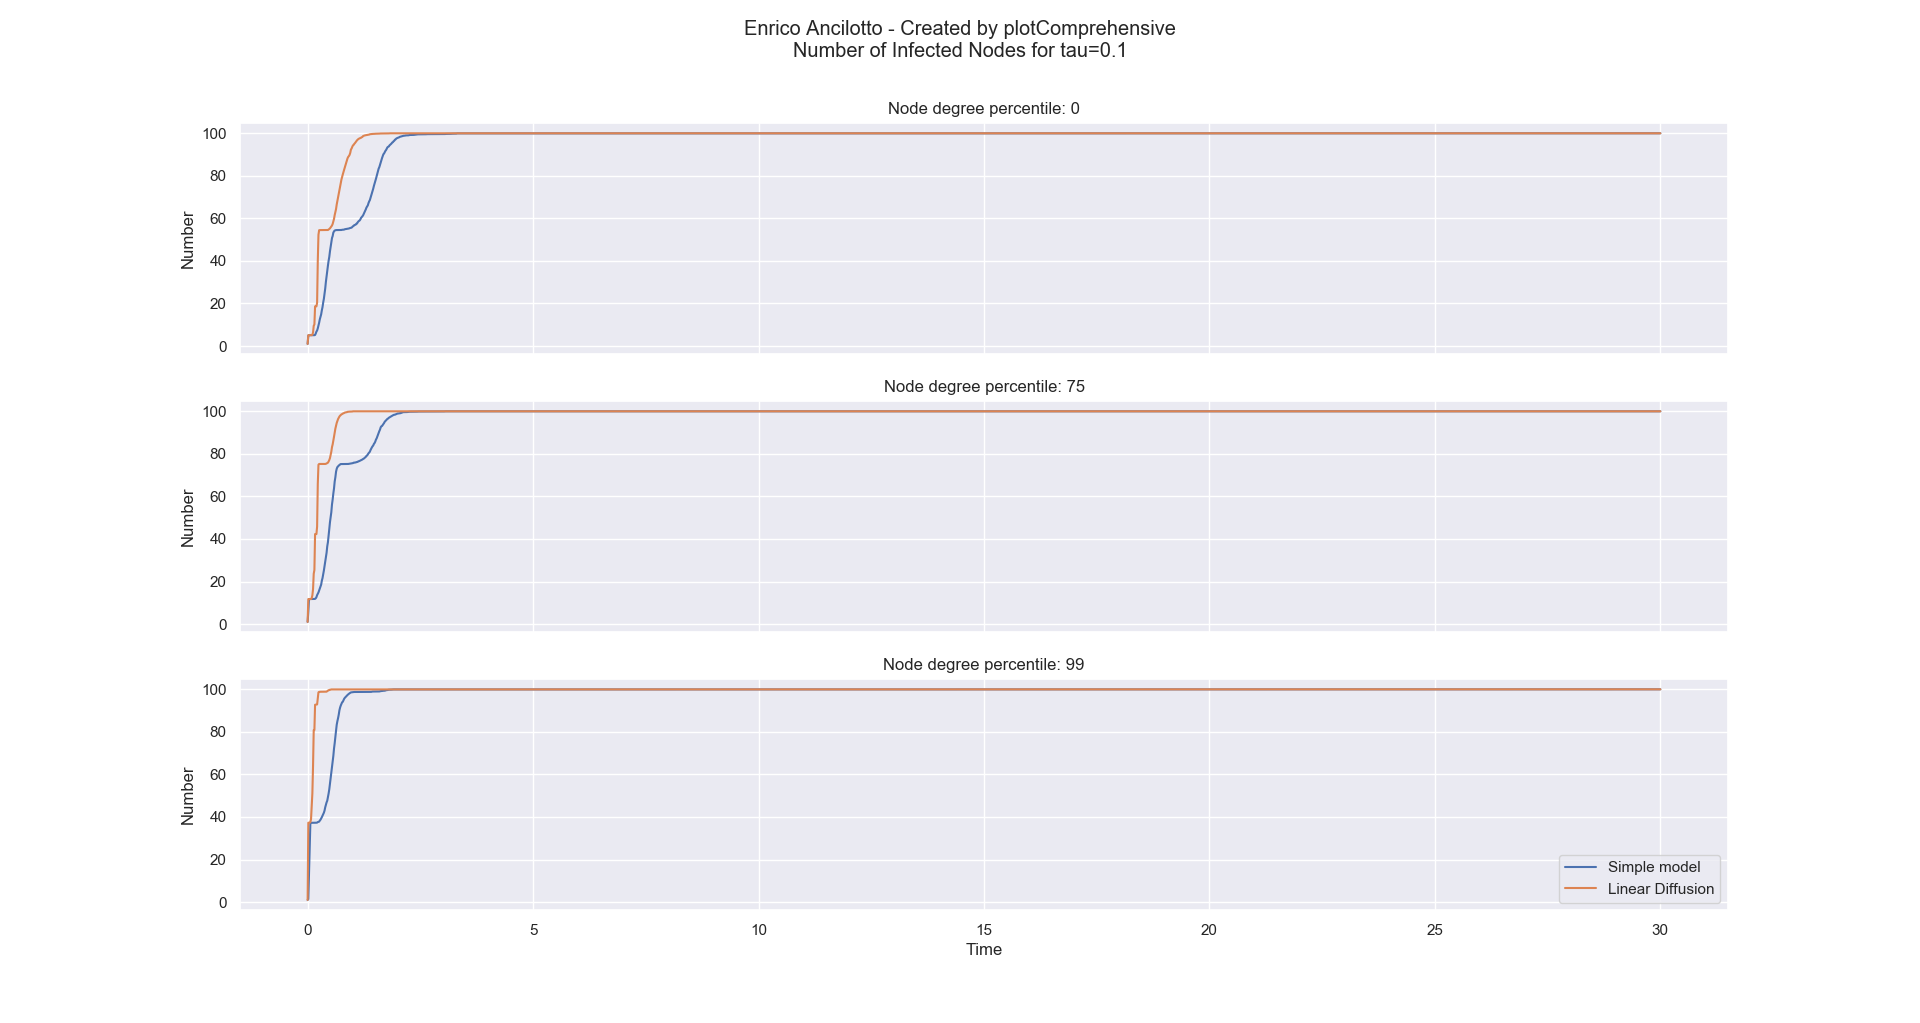 Enrico Ancilotto - Created by plotComprehensive
Number of Infected Nodes for tau=0.1
Node degree percentile: 0
100
80
60
40
20
0
Number
Node degree percentile: 75
100
80
60
40
20
0
Number
Node degree percentile: 99
100
80
60
40
20
0
Number
Simple model
Linear Diffusion
0 5 10 15 20 25 30
Time